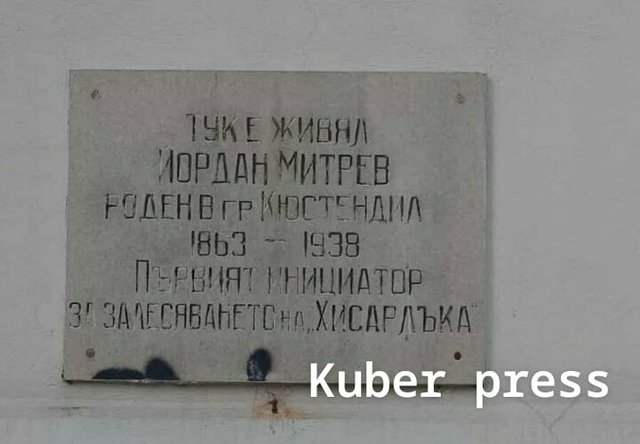 ТУК Е ЖИВЯЛ
ЙОРДАН МИТРЕВ
РОДЕН В ГР КЮСТЕНДИЛ
1863 – 1938
ПЪРВИЯТ ИНИЦИАТОР
ЗА ЗАЛЕСЯВАНЕТО НА „ХИСАРЛЪКА“
Kuber press